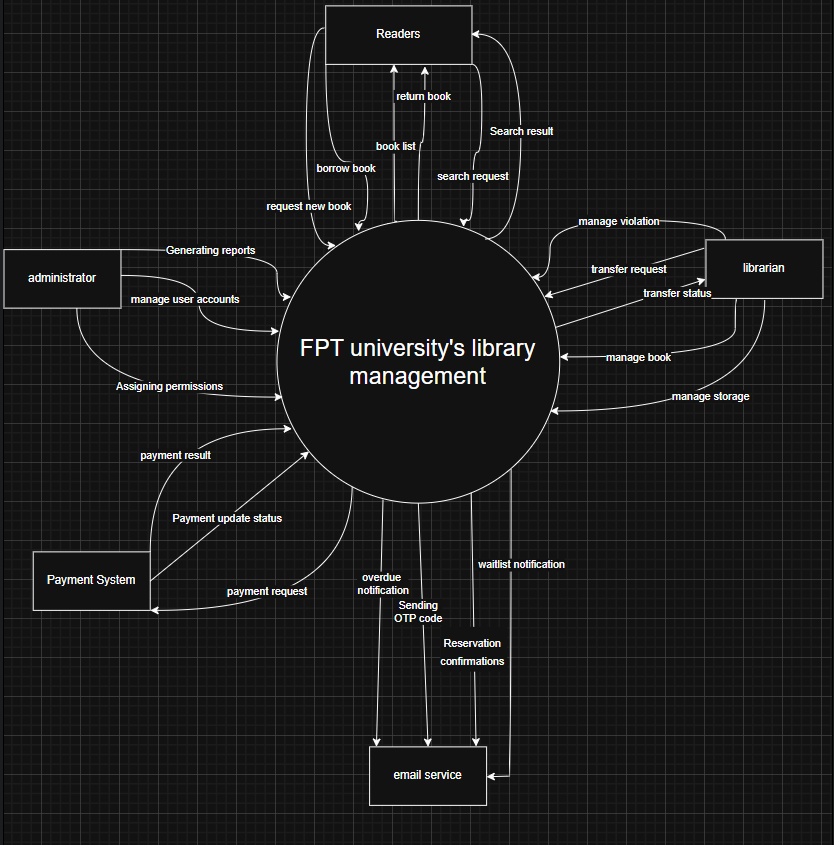 Readers
return book
Search result
book list
borrow book
search request
request new book
manage violation
Generating reports
librarian
transfer request
administrator
transfer status
manage user accounts
FPT university's library
management
manage book
Assigning permissions
manage storage
payment result
Payment update status
waitlist notification
Payment System
overdue
notification
payment request
Sending
OTP code
Reservation
confirmations
email service